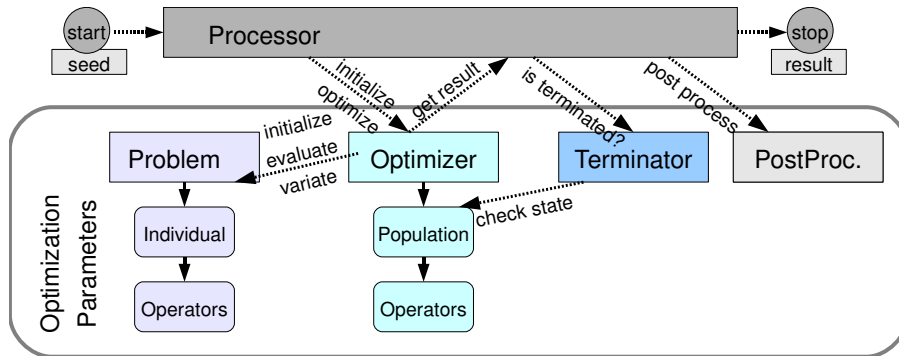 start
Processor
stop
seed
result
initialize
optimize
get result
is terminated?
post process
initialize
evaluate
variate
Problem
Optimizer
Terminator
PostProc.
check state
Individual
Population
Operators
Operators
Optimization
Parameters